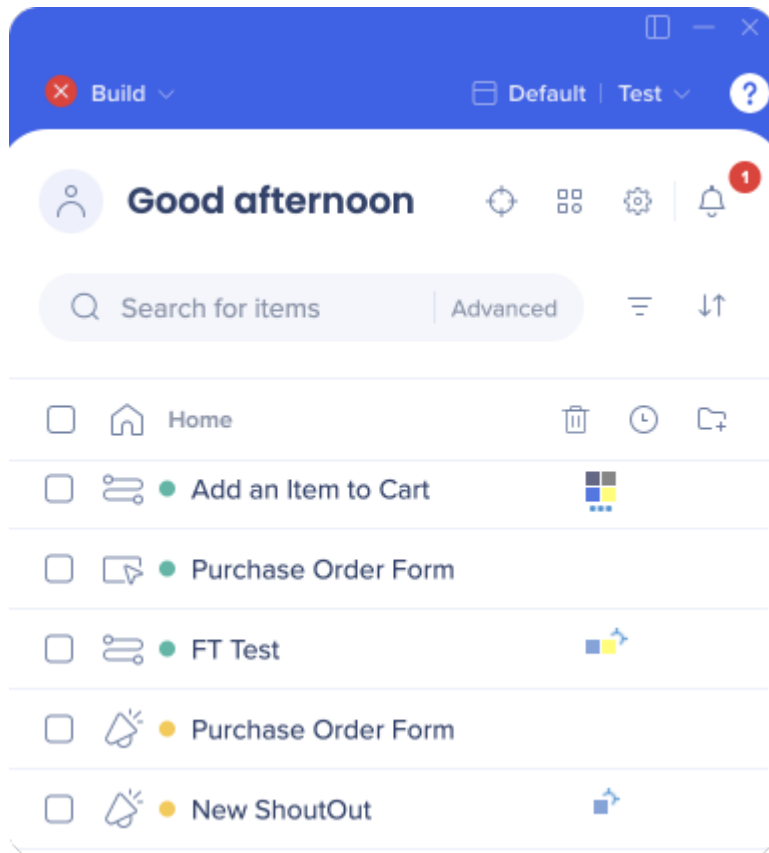 Build
Default | Test
?
Good afternoon
1
Search for items
Advanced
Home
Add an Item to Cart
Purchase Order Form
FT Test
Purchase Order Form
New ShoutOut